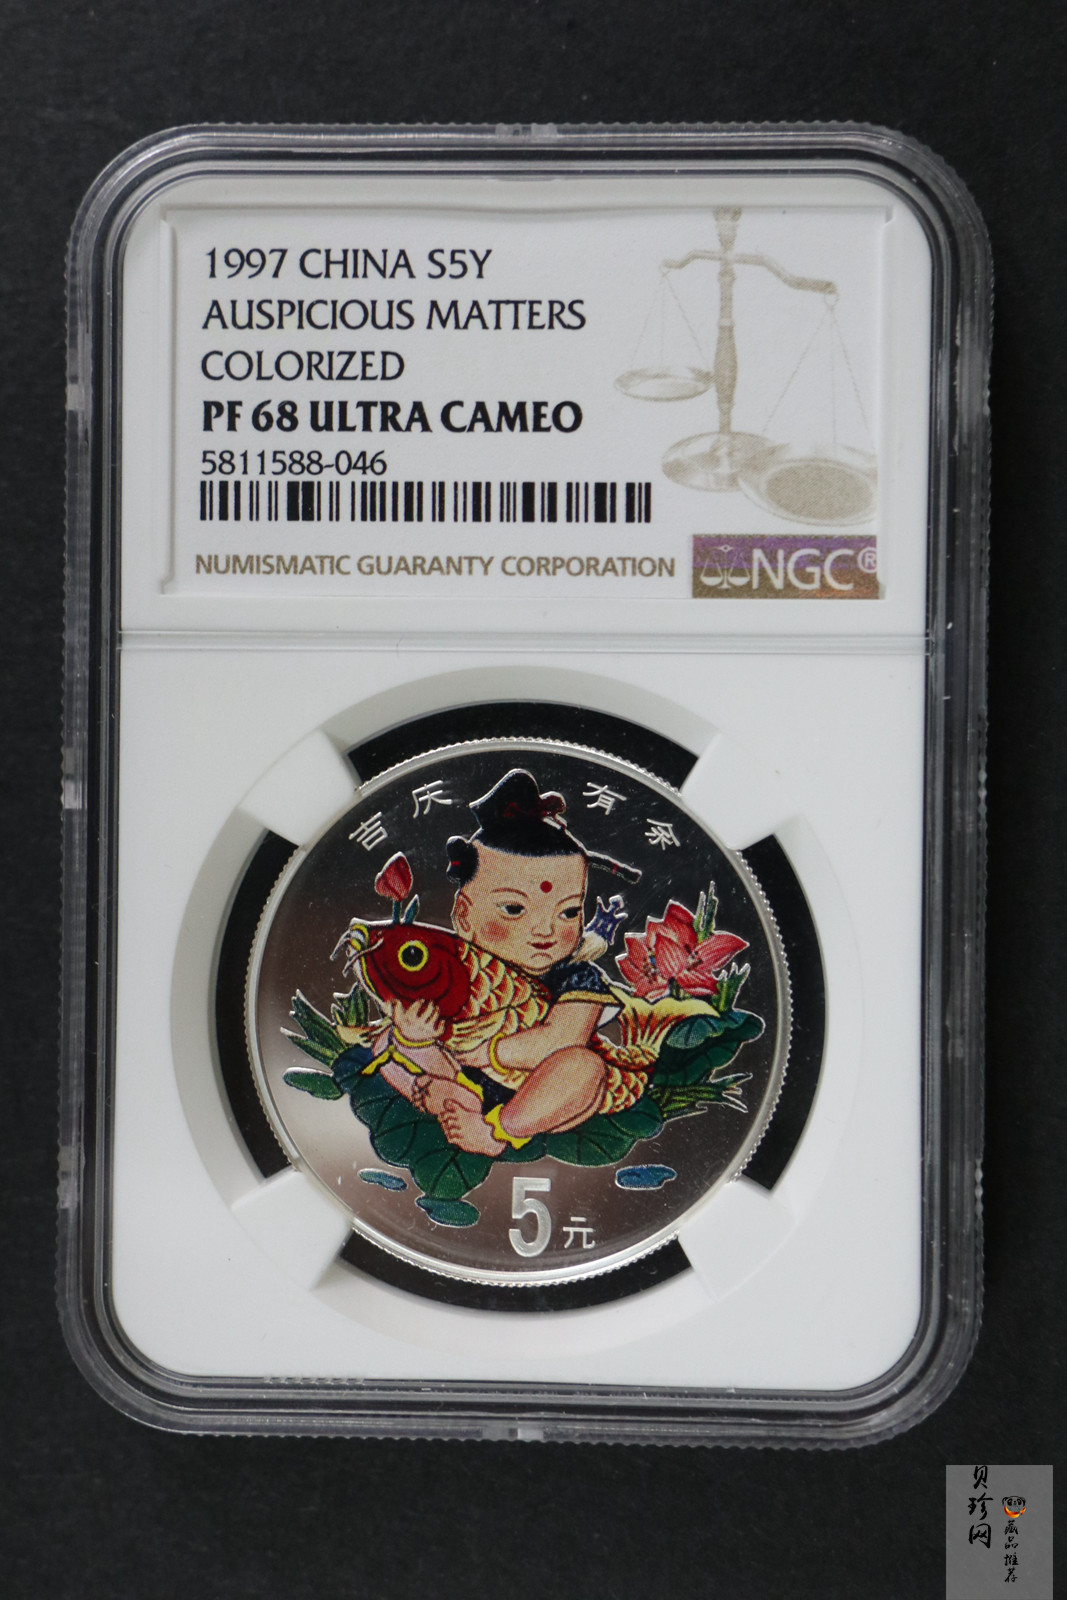 1997 CHINA S5Y
AUSPICIOUS MATTERS
COLORIZED
PF 68 ULTRA CAMEO
5811588-046
NUMISMATIC GUARANTY CORPORATION
NGC®
吉庆有余
5元
贝珍网
藏品推荐